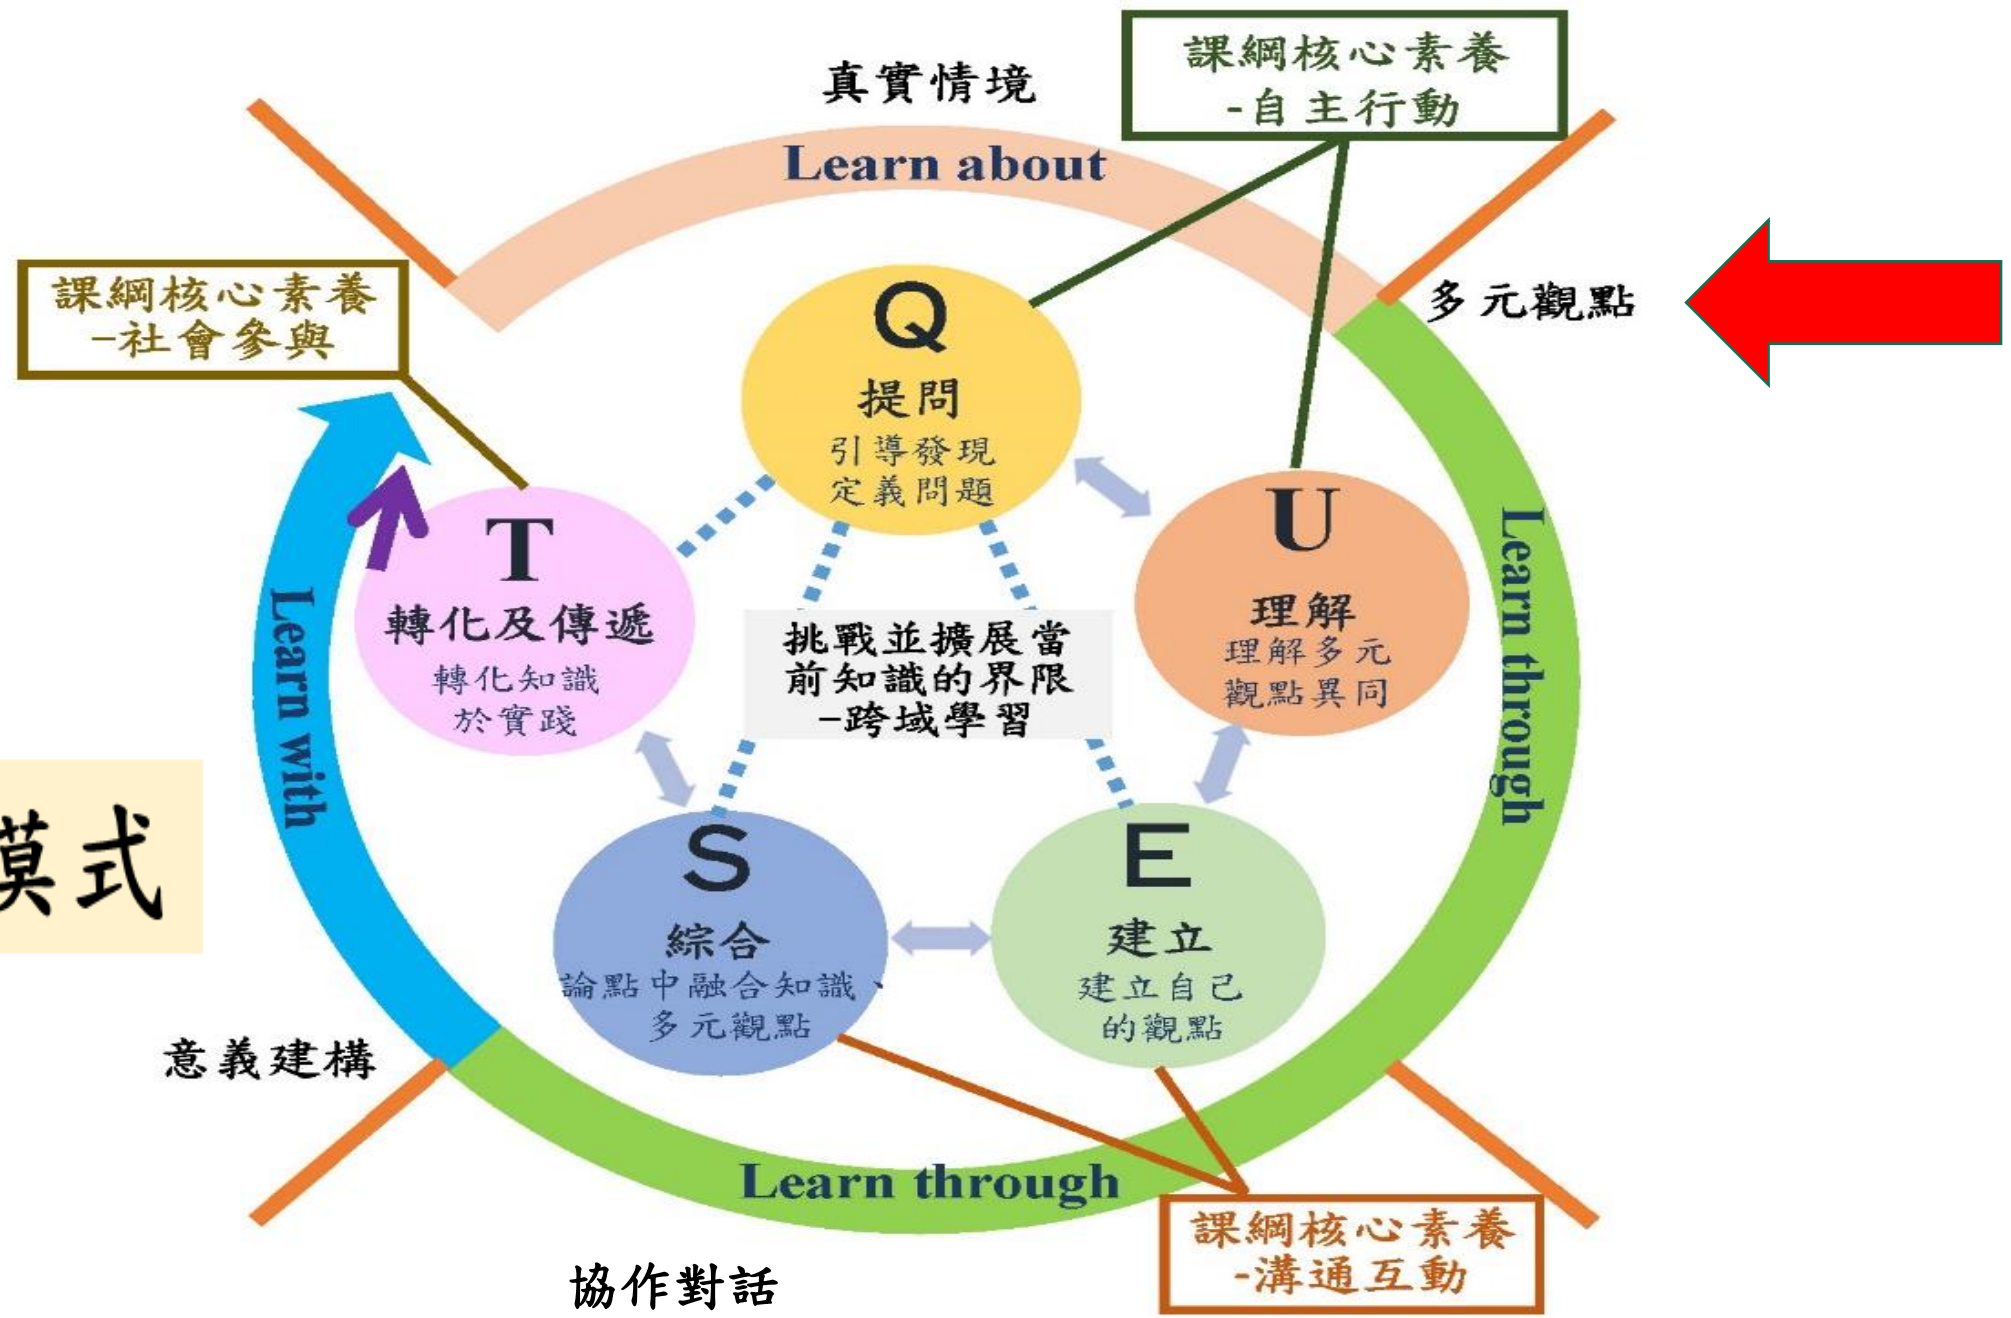 真實情境
課綱核心素養
-自主行動
Learn about
課綱核心素養
-社會參與
多元觀點
Q
提問
引導發現
定義問題
U
理解
理解多元
觀點異同
T
轉化及傳遞
轉化知識
於實踐
挑戰並擴展當
前知識的界限
-跨域學習
Learn with
Learn through
模式
S
綜合
論點中融合知識、
多元觀點
E
建立
建立自己
的觀點
意義建構
Learn through
課綱核心素養
-溝通互動
協作對話